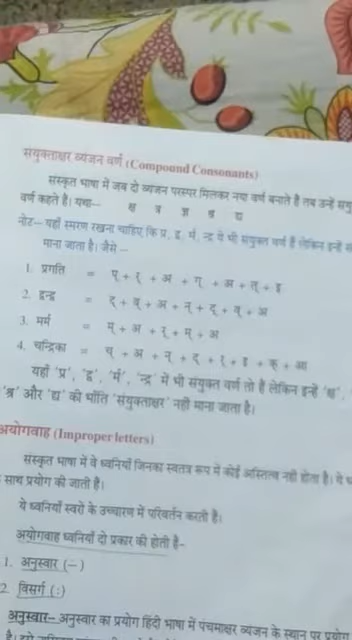 संयुक्ताक्षर व्यंजन वर्ण (Compound Consonants)
संस्कृत भाषा में जब दो व्यंजन परस्पर मिलकर नया वर्ण बनाते है तब उन्हें
वर्ण कहते है। यथा— क्ष त्र ज्ञ श्र द्य
नोट— यहाँ स्मरण रखना चाहिए कि प्र, द्व, र्म, न्द्र ये भी संयुक्त वर्ण हैं लेकिन इन्हें
माना जाता है। जैसे –
1. प्रगति = प् + र् + अ + ग् + अ + त् + इ
2. द्वन्द्व = द् + व् + अ + न् + द् + व् + अ
3. मर्म = म् + अ + र् + म् + अ
4. चन्द्रिका = च् + अ + न् + द् + र् + इ + क् + आ
यहाँ 'प्र', 'द्व', 'र्म', 'न्द्र' में भी संयुक्त वर्ण तो हैं लेकिन इन्हें 'क्ष',
'श्र' और 'द्य' की भाँति 'संयुक्ताक्षर' नहीं माना जाता है।
अयोगवाह (Improper letters)
संस्कृत भाषा में वे ध्वनियाँ जिनका स्वतंत्र रूप में कोई अस्तित्व नहीं होता है। ये
साथ प्रयोग की जाती हैं।
ये ध्वनियाँ स्वरों के उच्चारण में परिवर्तन करती हैं।
अयोगवाह ध्वनियाँ दो प्रकार की होती है–
1. अनुस्वार (–)
2 विसर्ग (:)
अनुस्वार– अनुस्वार का प्रयोग हिंदी भाषा में पंचमाक्षर व्यंजन के स्थान पर